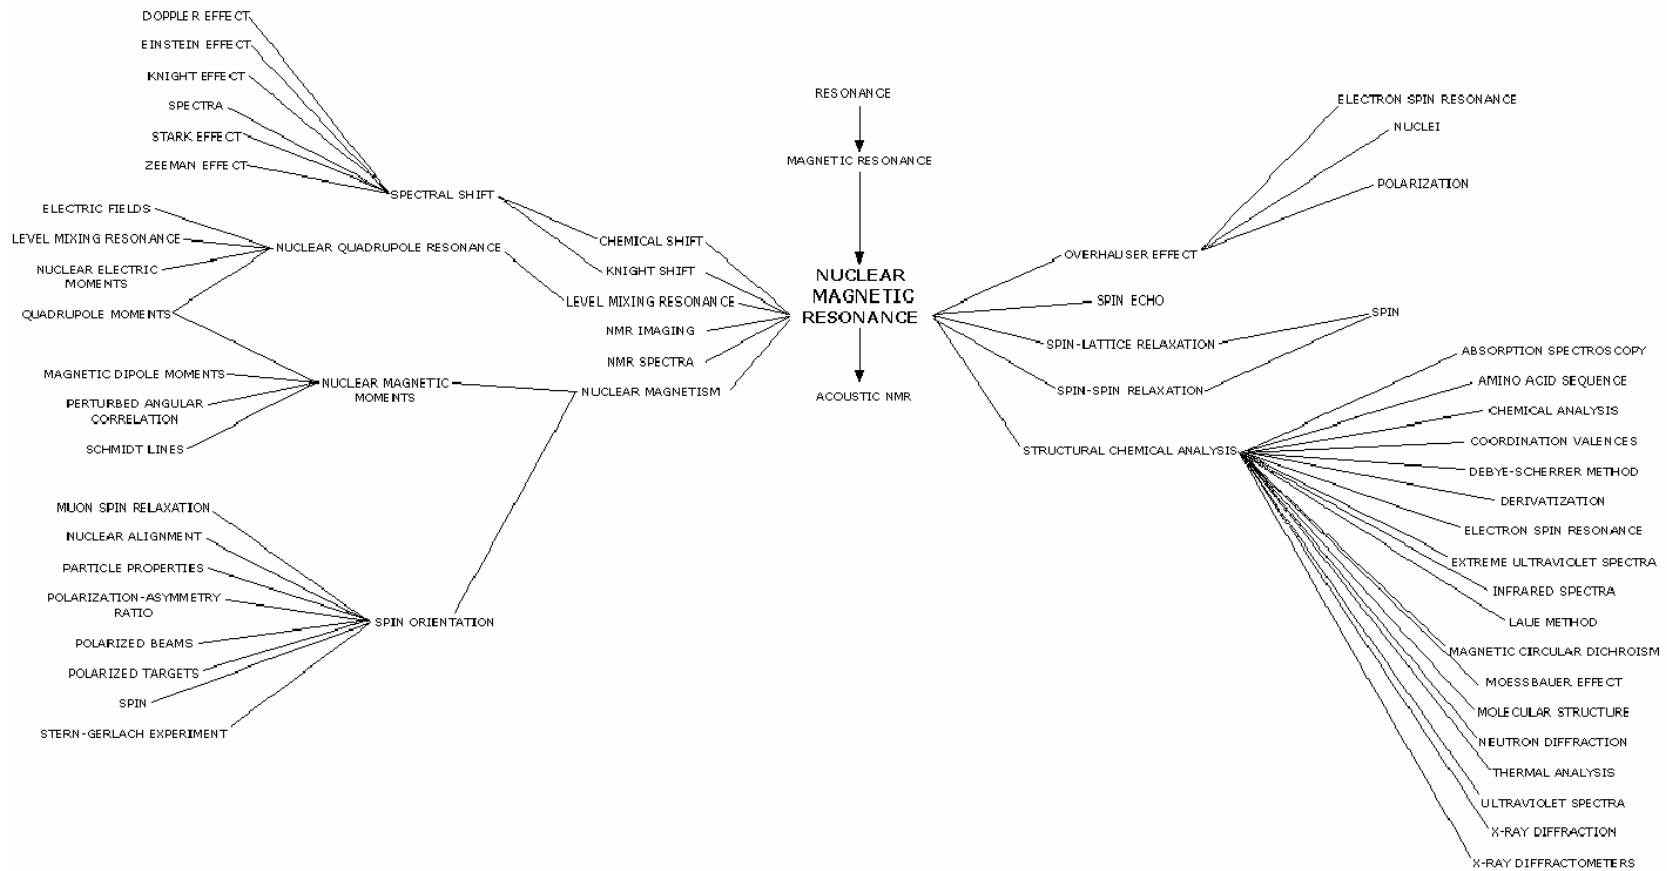 DOPPLER EFFECT
EINSTEIN EFFECT
KNIGHT EFFECT
SPECTRA
STARK EFFECT
ZEEMAN EFFECT
SPECTRAL SHIFT
ELECTRIC FIELDS
LEVEL MIXING RESONANCE
NUCLEAR ELECTRIC
MOMENTS
QUADRUPOLE MOMENTS
NUCLEAR QUADRUPOLE RESONANCE
MAGNETIC DIPOLE MOMENTS
PERTURBED ANGULAR
CORRELATION
SCHMIDT LINES
NUCLEAR MAGNETIC
MOMENTS
MUON SPIN RELAXATION
NUCLEAR ALIGNMENT
PARTICLE PROPERTIES
POLARIZATION-ASYMMETRY
RATIO
POLARIZED BEAMS
POLARIZED TARGETS
SPIN
STERN-GERLACH EXPERIMENT
SPIN ORIENTATION
CHEMICAL SHIFT
KNIGHT SHIFT
LEVEL MIXING RESONANCE
NMR IMAGING
NMR SPECTRA
NUCLEAR MAGNETISM
RESONANCE
MAGNETIC RESONANCE
NUCLEAR
MAGNETIC
RESONANCE
ACOUSTIC NMR
OVERHAUSER EFFECT
SPIN ECHO
SPIN-LATTICE RELAXATION
SPIN-SPIN RELAXATION
STRUCTURAL CHEMICAL ANALYSIS
ELECTRON SPIN RESONANCE
NUCLEI
POLARIZATION
SPIN
ABSORPTION SPECTROSCOPY
AMINO ACID SEQUENCE
CHEMICAL ANALYSIS
COORDINATION VALENCES
DEBYE-SCHERRER METHOD
DERIVATIZATION
ELECTRON SPIN RESONANCE
EXTREME ULTRAVIOLET SPECTRA
INFRARED SPECTRA
LAUE METHOD
MAGNETIC CIRCULAR DICHROISM
MOESSBAUER EFFECT
MOLECULAR STRUCTURE
NEUTRON DIFFRACTION
THERMAL ANALYSIS
ULTRAVIOLET SPECTRA
X-RAY DIFFRACTION
X-RAY DIFFRACTOMETERS